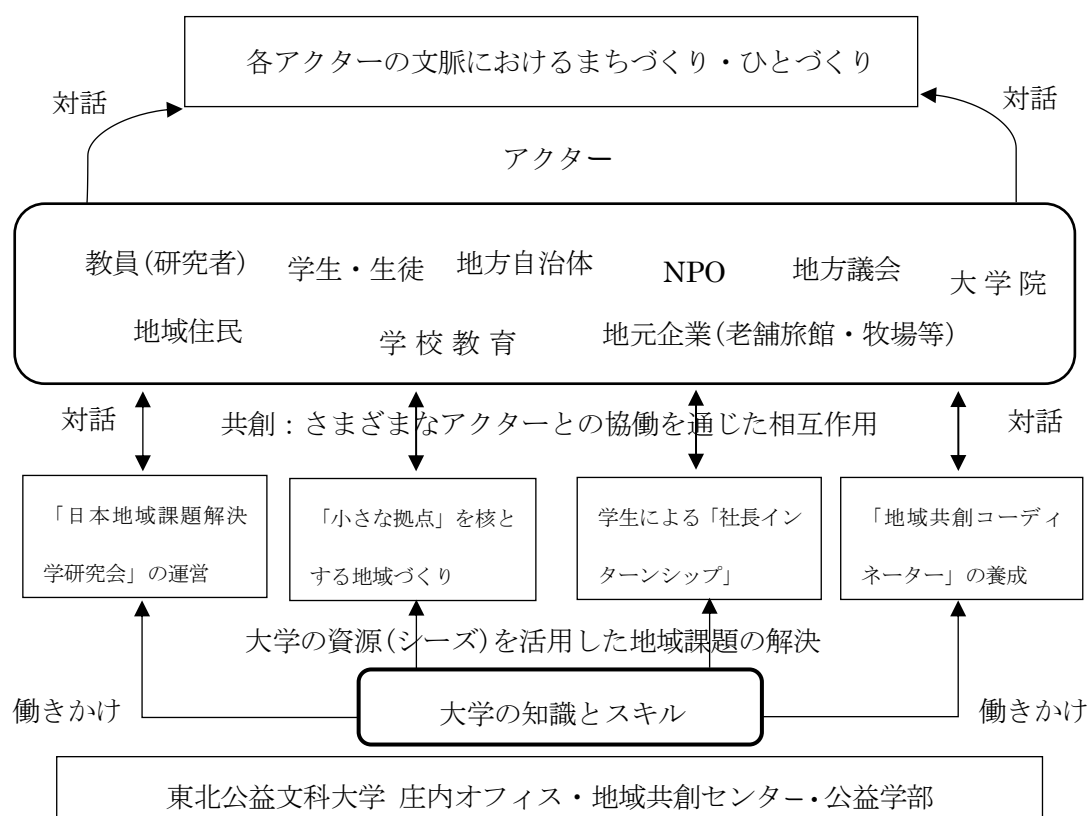 各アクターの文脈におけるまちづくり・ひとづくり
対話
対話
アクター
教員(研究者)
学生・生徒
地方自治体
NPO
地方議会
大学院
地域住民
学校教育
地元企業(老舗旅館・牧場等)
対話
共創：さまざまなアクターとの協働を通じた相互作用
対話
「日本地域課題解決
学研究会」の運営
「小さな拠点」を核と
する地域づくり
学生による「社長イン
ターンシップ」
「地域共創コーディ
ネーター」の養成
大学の資源(シーズ)を活用した地域課題の解決
働きかけ
大学の知識とスキル
働きかけ
東北公益文科大学 庄内オフィス・地域共創センター・公益学部